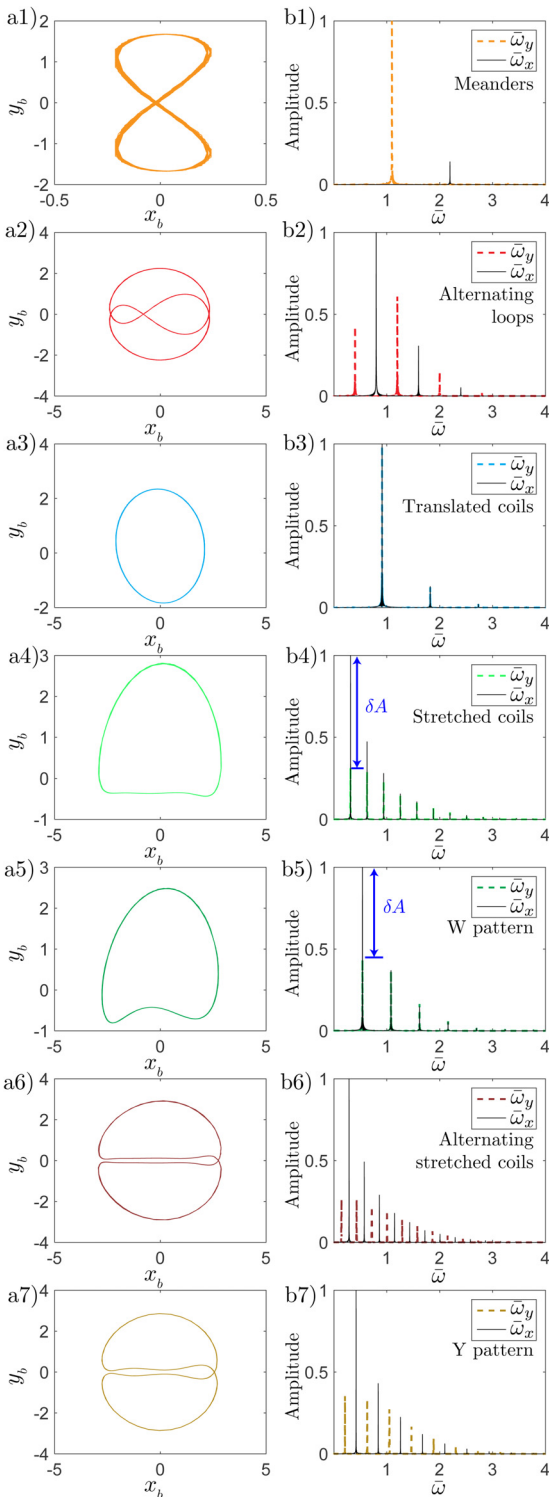 a1)
2
1
0
-1
-2
-0.5
0
0.5
y_b
x_b
b1)
1
0.5
0
1
2
3
4
Amplitude
ω̄
ω̄_y
ω̄_x
Meanders
a2)
4
2
0
-2
-4
-5
0
5
y_b
x_b
b2)
1
0.5
0
1
2
3
4
Amplitude
ω̄
ω̄_y
ω̄_x
Alternating
loops
a3)
4
2
0
-2
-5
0
5
y_b
x_b
b3)
1
0.5
0
1
2
3
4
Amplitude
ω̄
ω̄_y
ω̄_x
Translated coils
a4)
3
2
1
0
-1
-5
0
5
y_b
x_b
b4)
1
0.5
0
1
2
3
4
Amplitude
ω̄
δA
ω̄_y
ω̄_x
Stretched coils
a5)
3
2
1
0
-1
-5
0
5
y_b
x_b
b5)
1
0.5
0
1
2
3
4
Amplitude
ω̄
δA
ω̄_y
ω̄_x
W pattern
a6)
4
2
0
-2
-4
-5
0
5
y_b
x_b
b6)
1
0.5
0
1
2
3
4
Amplitude
ω̄
ω̄_y
ω̄_x
Alternating
stretched coils
a7)
4
2
0
-2
-4
-5
0
5
y_b
x_b
b7)
1
0.5
0
1
2
3
4
Amplitude
ω̄
ω̄_y
ω̄_x
Y pattern